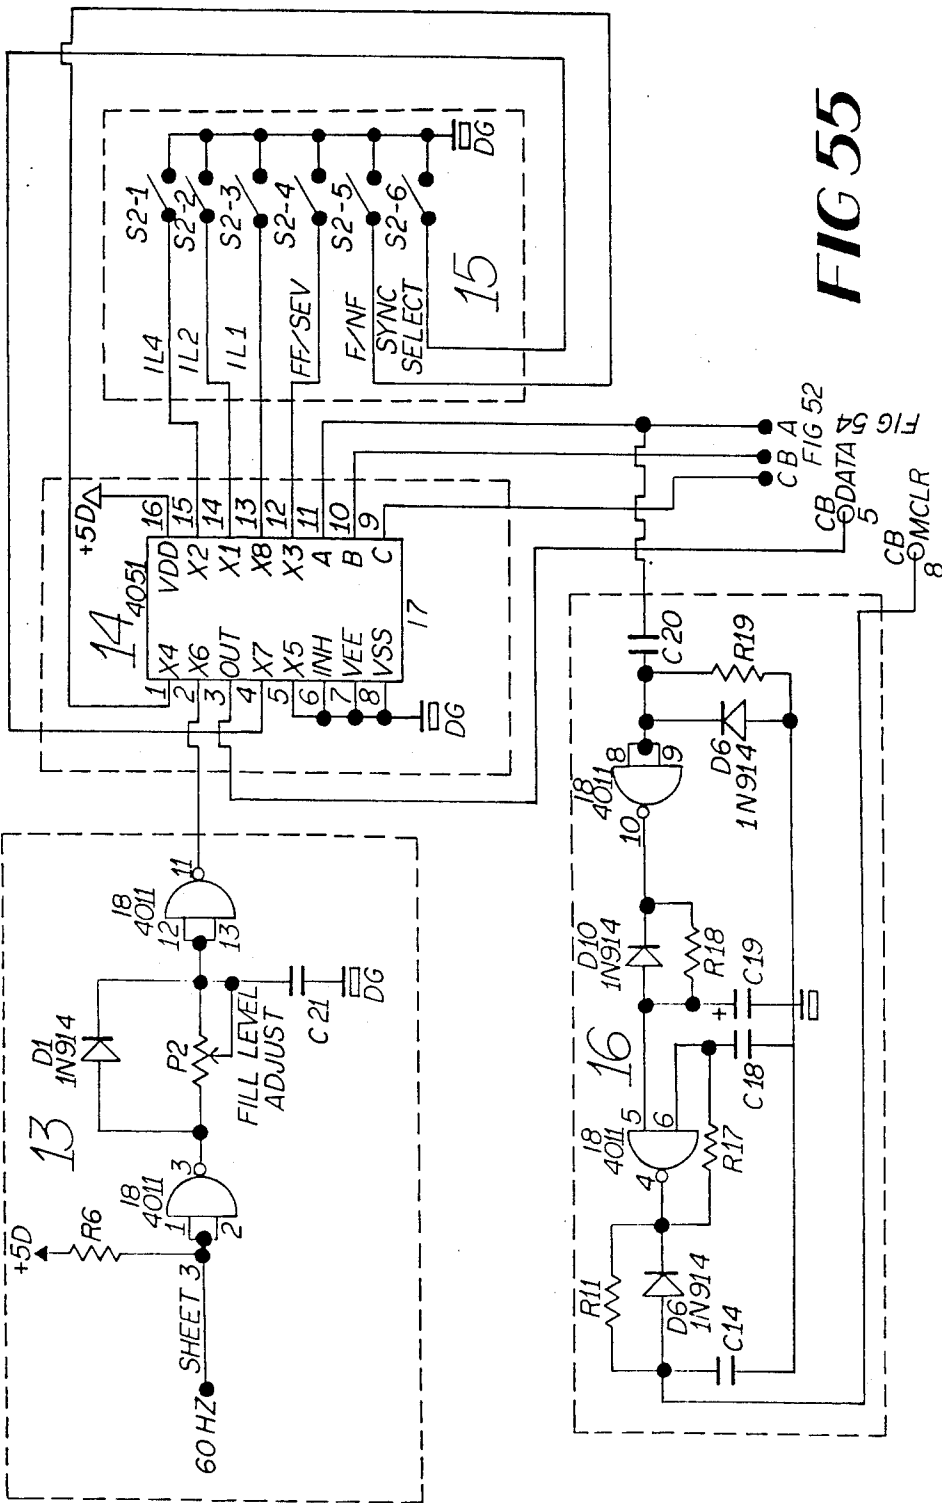 60 HZ
SHEET 3
+5D
R6
18
4011
1
2
3
13
D1
1N914
P2
FILL LEVEL
ADJUST
C21
DG
18
4011
12
13
11
14
4051
+5D
1 X4
2 X6
3 OUT
4 X7
5 X5
6 INH
7 VEE
8 VSS
VDD 16
X2 15
X1 14
X8 13
X3 12
A 11
B 10
C 9
17
DG
IL4
IL2
IL1
FF/SEV
F/NF
SYNC
SELECT
S2-1
S2-2
S2-3
S2-4
S2-5
S2-6
DG
15
C B A
FIG 52
FIG 54
CB
DATA
5
CB
MCLR
8
R11
D6
1N914
C14
18
4011
4
5
6
16
R17
C18
+
C19
D10
1N914
R18
18
4011
10
8
9
D6
1N914
R19
C20
FIG 55